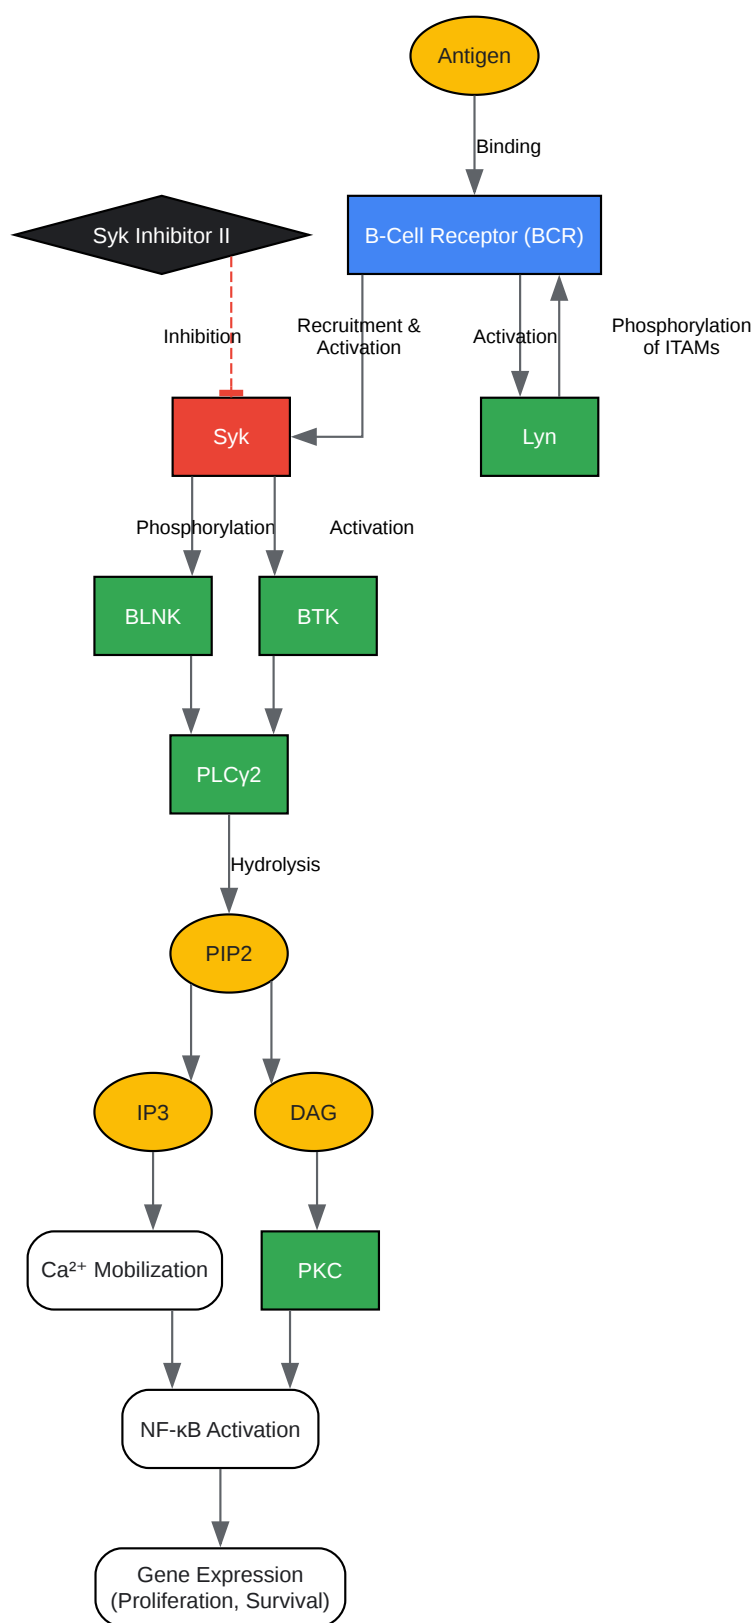 Antigen
Binding
Syk Inhibitor II
B-Cell Receptor (BCR)
Inhibition
Recruitment &
Activation
Activation
Phosphorylation
of ITAMs
Syk
Lyn
Phosphorylation
Activation
BLNK
BTK
PLCγ2
Hydrolysis
PIP2
IP3
DAG
Ca²⁺ Mobilization
PKC
NF-κB Activation
Gene Expression
(Proliferation, Survival)